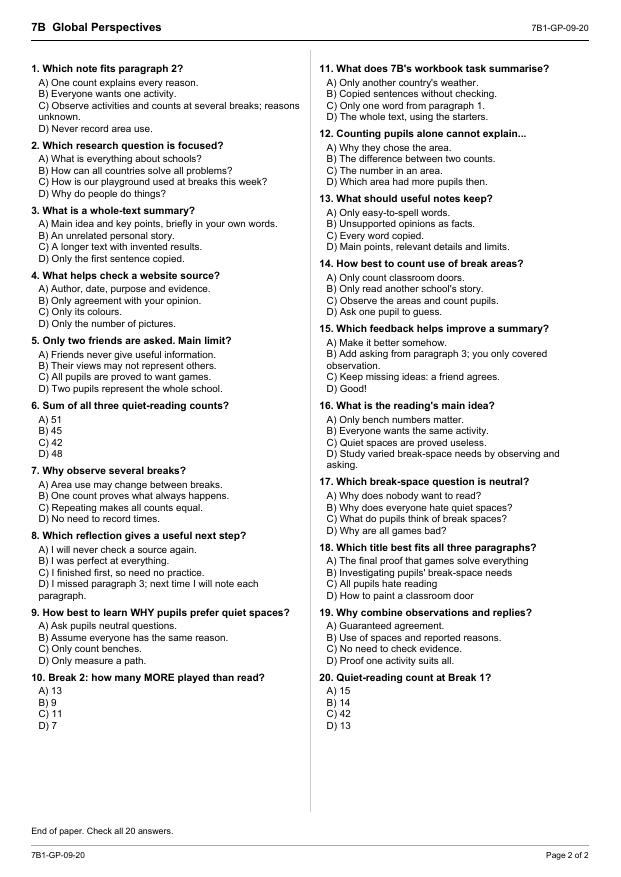 7B Global Perspectives
7B1-GP-09-20
1. Which note fits paragraph 2?
A) One count explains every reason.
B) Everyone wants one activity.
C) Observe activities and counts at several breaks; reasons
unknown.
D) Never record area use.
2. Which research question is focused?
A) What is everything about schools?
B) How can all countries solve all problems?
C) How is our playground used at breaks this week?
D) Why do people do things?
3. What is a whole-text summary?
A) Main idea and key points, briefly in your own words.
B) An unrelated personal story.
C) A longer text with invented results.
D) Only the first sentence copied.
4. What helps check a website source?
A) Author, date, purpose and evidence.
B) Only agreement with your opinion.
C) Only its colours.
D) Only the number of pictures.
5. Only two friends are asked. Main limit?
A) Friends never give useful information.
B) Their views may not represent others.
C) All pupils are proved to want games.
D) Two pupils represent the whole school.
6. Sum of all three quiet-reading counts?
A) 51
B) 45
C) 42
D) 48
7. Why observe several breaks?
A) Area use may change between breaks.
B) One count proves what always happens.
C) Repeating makes all counts equal.
D) No need to record times.
8. Which reflection gives a useful next step?
A) I will never check a source again.
B) I was perfect at everything.
C) I finished first, so need no practice.
D) I missed paragraph 3; next time I will note each
paragraph.
9. How best to learn WHY pupils prefer quiet spaces?
A) Ask pupils neutral questions.
B) Assume everyone has the same reason.
C) Only count benches.
D) Only measure a path.
10. Break 2: how many MORE played than read?
A) 13
B) 9
C) 11
D) 7
11. What does 7B's workbook task summarise?
A) Only another country's weather.
B) Copied sentences without checking.
C) Only one word from paragraph 1.
D) The whole text, using the starters.
12. Counting pupils alone cannot explain...
A) Why they chose the area.
B) The difference between two counts.
C) The number in an area.
D) Which area had more pupils then.
13. What should useful notes keep?
A) Only easy-to-spell words.
B) Unsupported opinions as facts.
C) Every word copied.
D) Main points, relevant details and limits.
14. How best to count use of break areas?
A) Only count classroom doors.
B) Only read another school's story.
C) Observe the areas and count pupils.
D) Ask one pupil to guess.
15. Which feedback helps improve a summary?
A) Make it better somehow.
B) Add asking from paragraph 3; you only covered
observation.
C) Keep missing ideas: a friend agrees.
D) Good!
16. What is the reading's main idea?
A) Only bench numbers matter.
B) Everyone wants the same activity.
C) Quiet spaces are proved useless.
D) Study varied break-space needs by observing and
asking.
17. Which break-space question is neutral?
A) Why does nobody want to read?
B) Why does everyone hate quiet spaces?
C) What do pupils think of break spaces?
D) Why are all games bad?
18. Which title best fits all three paragraphs?
A) The final proof that games solve everything
B) Investigating pupils' break-space needs
C) All pupils hate reading
D) How to paint a classroom door
19. Why combine observations and replies?
A) Guaranteed agreement.
B) Use of spaces and reported reasons.
C) No need to check evidence.
D) Proof one activity suits all.
20. Quiet-reading count at Break 1?
A) 15
B) 14
C) 42
D) 13
End of paper. Check all 20 answers.
7B1-GP-09-20
Page 2 of 2